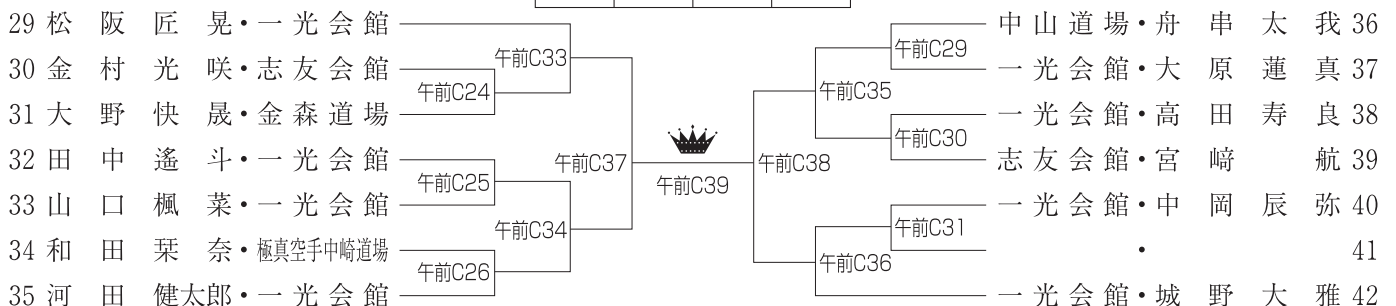 29 松阪匠晃・一光会館
30 金村光咲・志友会館
31 大野快晟・金森道場
32 田中遙斗・一光会館
33 山口楓菜・一光会館
34 和田栞奈・極真空手中崎道場
35 河田健太郎・一光会館
午前C33
午前C24
午前C25
午前C34
午前C26
午前C37
午前C39
午前C38
午前C29
午前C35
午前C30
午前C31
午前C36
中山道場・舟串太我 36
一光会館・大原蓮真 37
一光会館・高田寿良 38
志友会館・宮﨑航 39
一光会館・中岡辰弥 40
・ 41
一光会館・城野大雅 42